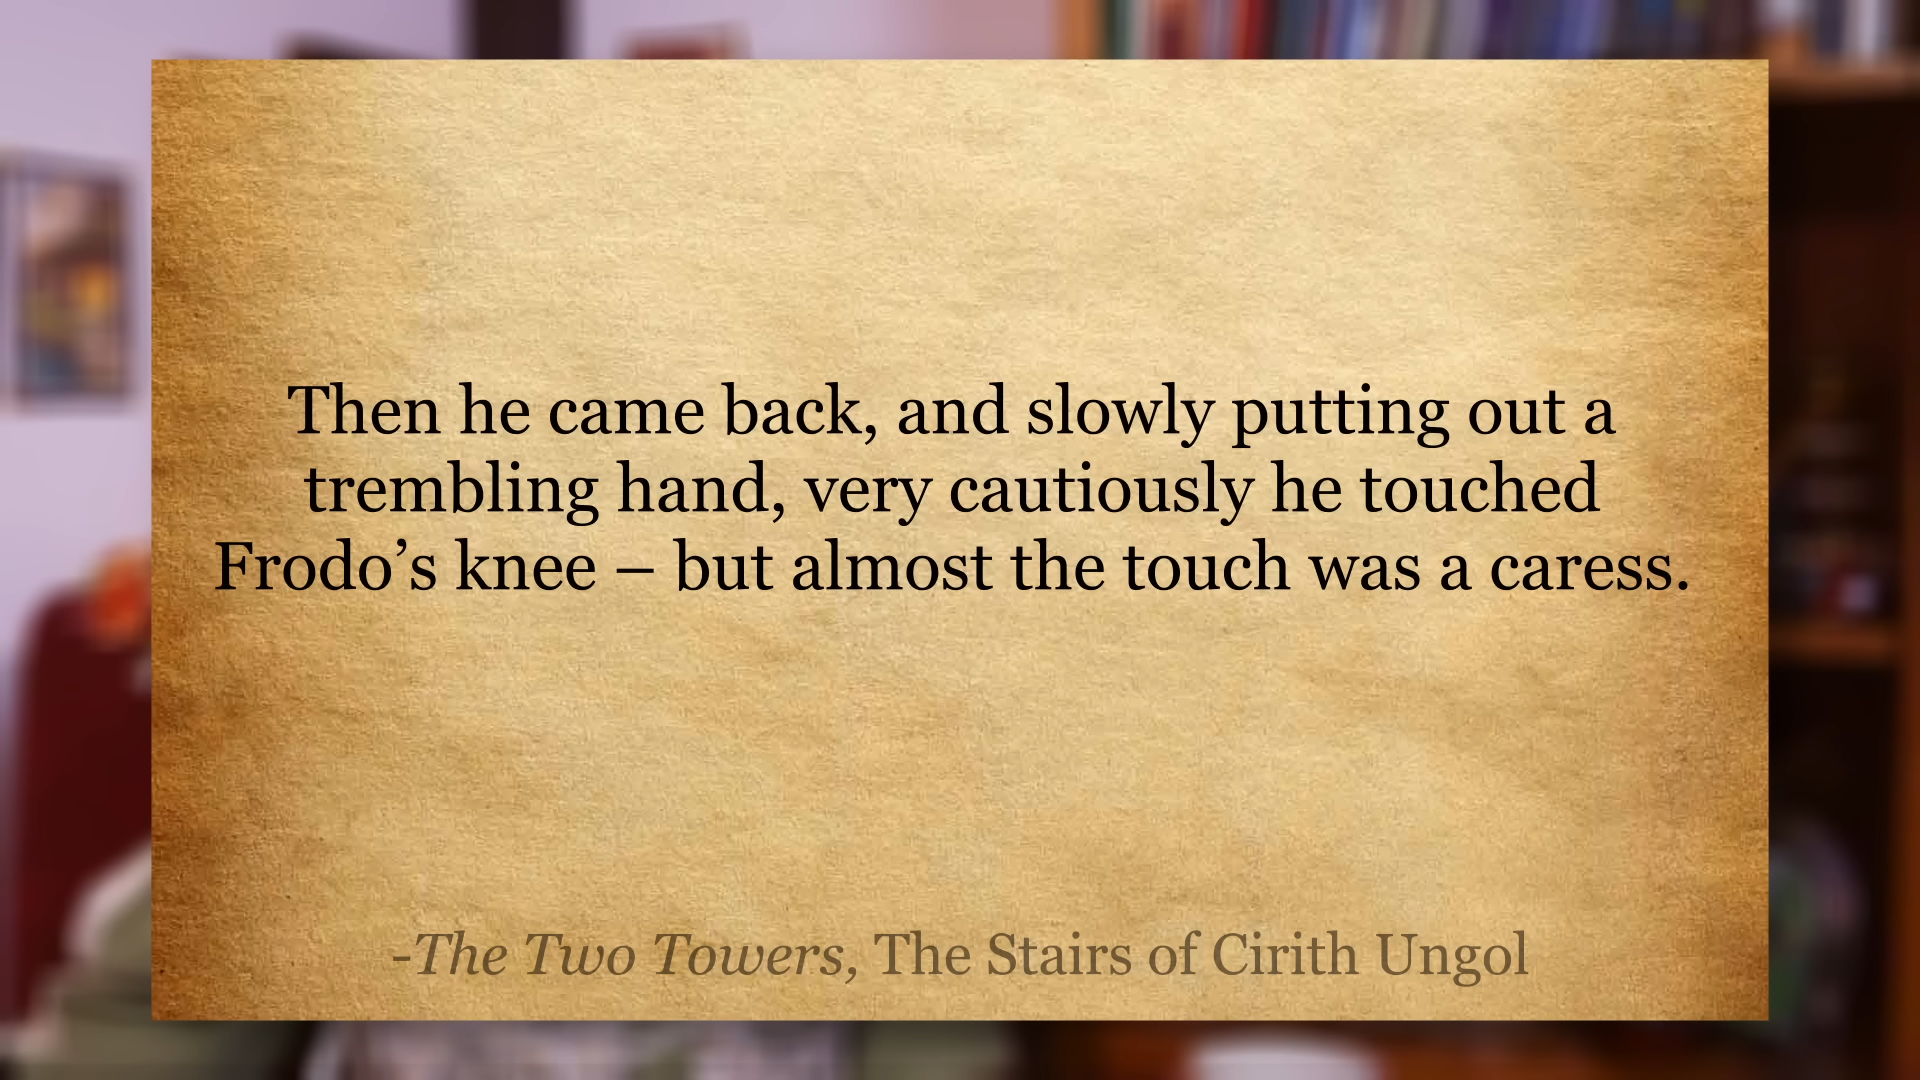 Then he came back, and slowly putting out a
trembling hand, very cautiously he touched
Frodo’s knee – but almost the touch was a caress.
-The Two Towers, The Stairs of Cirith Ungol